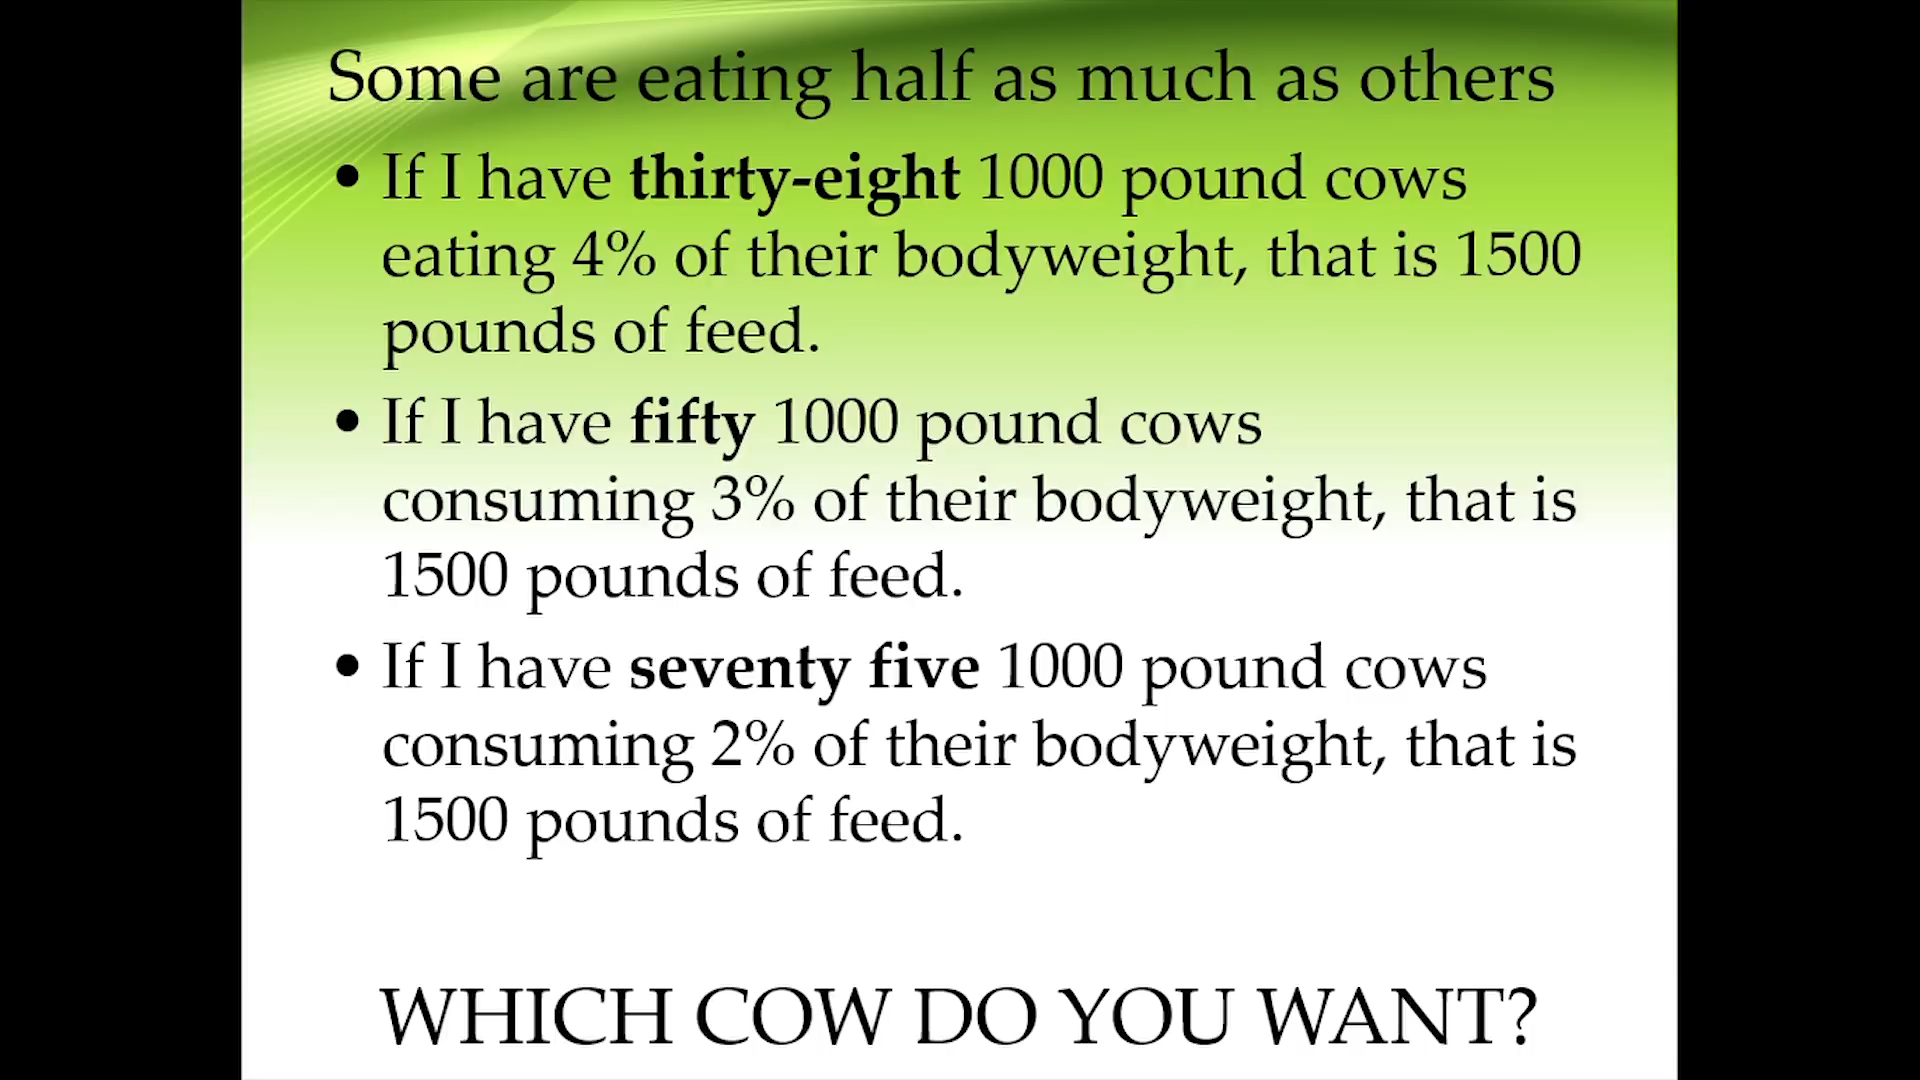 Some are eating half as much as others
• If I have thirty-eight 1000 pound cows
eating 4% of their bodyweight, that is 1500
pounds of feed.
• If I have fifty 1000 pound cows
consuming 3% of their bodyweight, that is
1500 pounds of feed.
• If I have seventy five 1000 pound cows
consuming 2% of their bodyweight, that is
1500 pounds of feed.
WHICH COW DO YOU WANT?